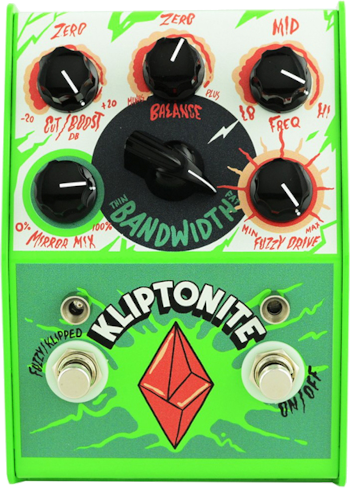 ZERO
ZERO
MID
-20
+20
CUT/BOOST
DB
MINUS
PLUS
BALANCE
LO
HI
FREQ
THIN
FAT
BANDWIDTH
0%
100%
MIRROR MIX
MIN
MAX
FUZZY DRIVE
KLIPTONITE
FUZZY/KLIPPED
ON/OFF